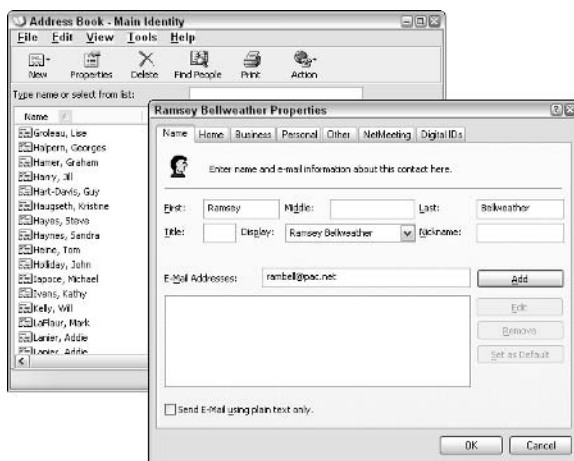 Address Book - Main Identity
File Edit View Tools Help
New Properties Delete Find People Print Action
Type name or select from list:
Name
Groleau, Lise
Halpern, Georges
Hamer, Graham
Harry, Jill
Hart-Davis, Guy
Haugseth, Kristine
Hayes, Steve
Haynes, Sandra
Heine, Tom
Holliday, John
Iapoce, Michael
Ivens, Kathy
Kelly, Will
LaFlaur, Mark
Lanier, Addie
Lanier, Addie
Ramsey Bellweather Properties
Name Home Business Personal Other NetMeeting Digital IDs
Enter name and e-mail information about this contact here.
First: Ramsey Middle: Last: Bellweather
Title: Display: Ramsey Bellweather Nickname:
E-Mail Addresses: rambell@pac.net Add
Edit
Remove
Set as Default
Send E-Mail using plain text only.
OK Cancel